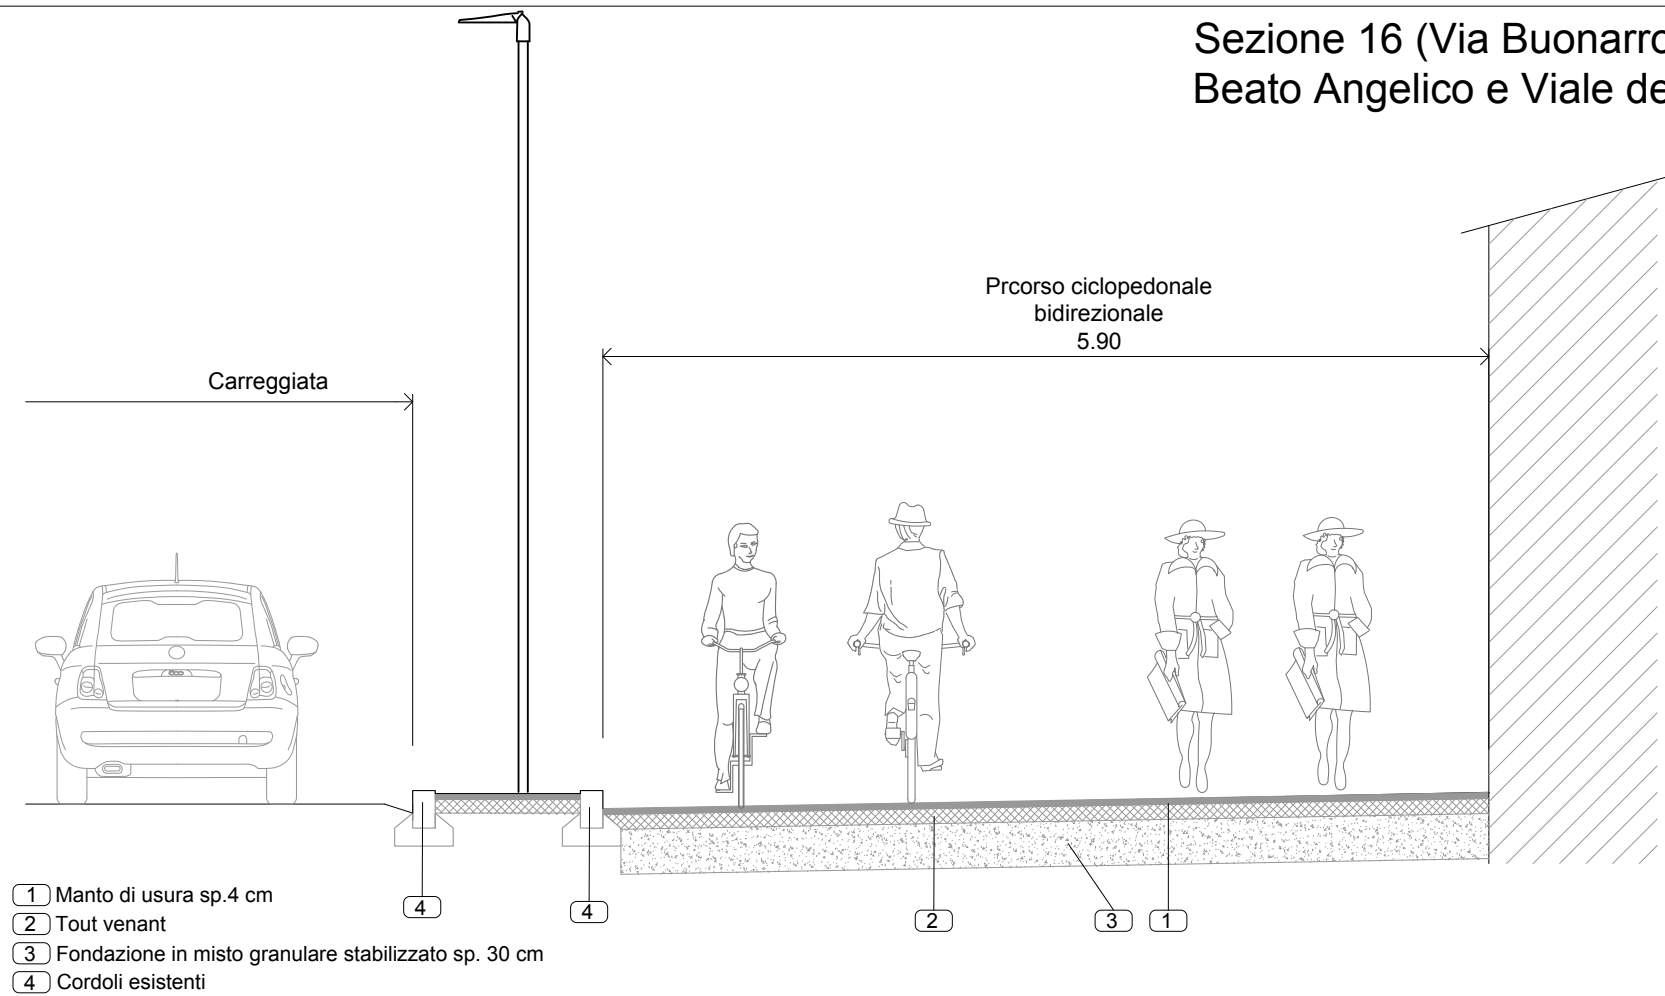 Sezione 16 (Via Buonarro
Beato Angelico e Viale de
Prcorso ciclopedonale
bidirezionale
5.90
Carreggiata
4
4
2
3
1
1 Manto di usura sp.4 cm
2 Tout venant
3 Fondazione in misto granulare stabilizzato sp. 30 cm
4 Cordoli esistenti